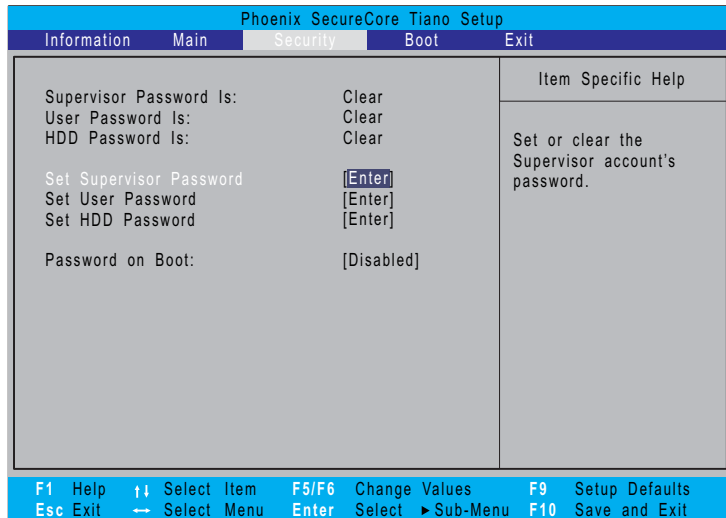 Phoenix SecureCore Tiano Setup
Information Main Security Boot Exit
Item Specific Help
Supervisor Password Is: Clear
User Password Is: Clear
HDD Password Is: Clear
Set or clear the
Supervisor account's
password.
Set Supervisor Password [Enter]
Set User Password [Enter]
Set HDD Password [Enter]
Password on Boot: [Disabled]
F1 Help ↑↓ Select Item F5/F6 Change Values F9 Setup Defaults
Esc Exit ↔ Select Menu Enter Select ►Sub-Menu F10 Save and Exit